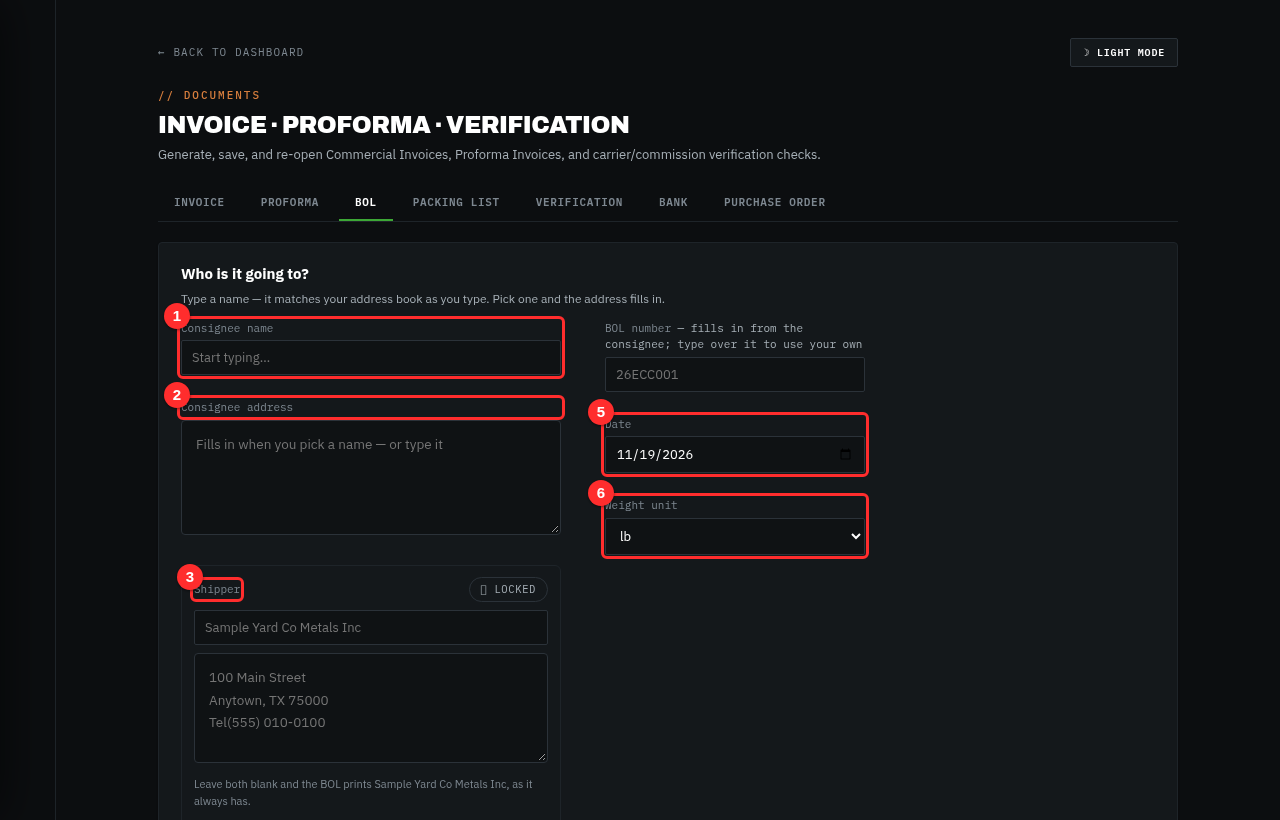 ← BACK TO DASHBOARD
☽ LIGHT MODE
// DOCUMENTS
INVOICE · PROFORMA · VERIFICATION
Generate, save, and re-open Commercial Invoices, Proforma Invoices, and carrier/commission verification checks.
INVOICE PROFORMA BOL PACKING LIST VERIFICATION BANK PURCHASE ORDER
Who is it going to?
Type a name — it matches your address book as you type. Pick one and the address fills in.
1
Consignee name
Start typing...
2
Consignee address
Fills in when you pick a name — or type it
BOL number — fills in from the
consignee; type over it to use your own
26ECC001
5
Date
11/19/2026
6
Weight unit
lb
3
Shipper
LOCKED
Sample Yard Co Metals Inc
100 Main Street
Anytown, TX 75000
Tel(555) 010-0100
Leave both blank and the BOL prints Sample Yard Co Metals Inc, as it
always has.